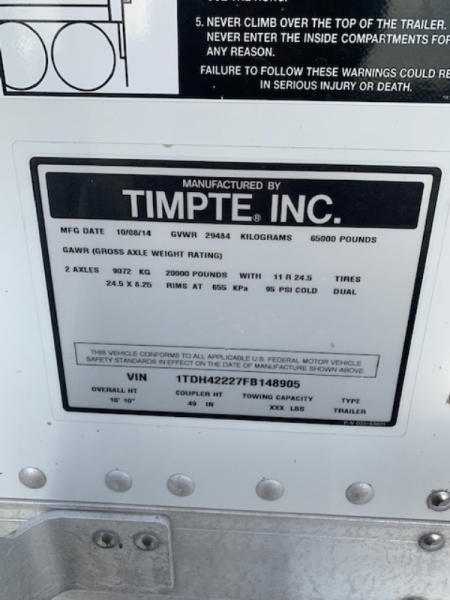 5. NEVER CLIMB OVER THE TOP OF THE TRAILER.
NEVER ENTER THE INSIDE COMPARTMENTS FOR
ANY REASON.
FAILURE TO FOLLOW THESE WARNINGS COULD RE
IN SERIOUS INJURY OR DEATH.
MANUFACTURED BY
TIMPTE® INC.
MFG DATE 10/08/14 GVWR 29484 KILOGRAMS 65000 POUNDS
GAWR (GROSS AXLE WEIGHT RATING)
2 AXLES 9072 KG 20000 POUNDS WITH 11 R 24.5 TIRES
24.5 X 8.25 RIMS AT 655 KPa 95 PSI COLD DUAL
THIS VEHICLE CONFORMS TO ALL APPLICABLE U.S. FEDERAL MOTOR VEHICLE
SAFETY STANDARDS IN EFFECT ON THE DATE OF MANUFACTURE SHOWN ABOVE.
VIN 1TDH42227FB148905
OVERALL HT COUPLER HT TOWING CAPACITY TYPE
10" 49 IN XXX LBS TRAILER